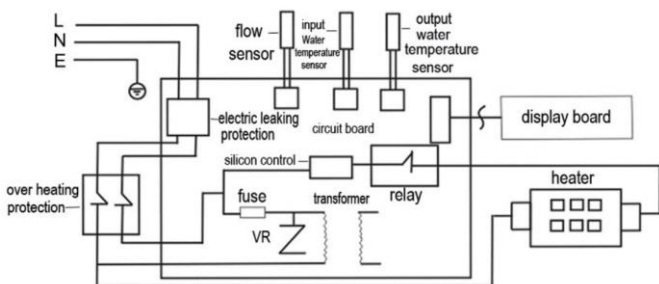 L
N
E
flow
sensor
input
Water
temperature
sensor
output
water
temperature
sensor
electric leaking
protection
circuit board
display board
silicon control
relay
heater
over heating
protection
fuse
transformer
VR